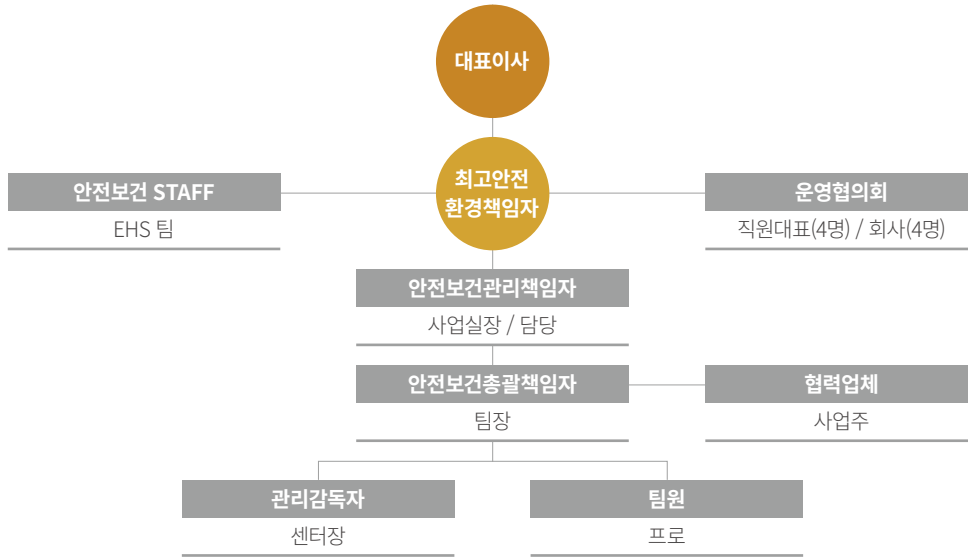 대표이사
최고안전
환경책임자
안전보건 STAFF
EHS 팀
운영협의회
직원대표(4명) / 회사(4명)
안전보건관리책임자
사업실장 / 담당
안전보건총괄책임자
팀장
협력업체
사업주
관리감독자
센터장
팀원
프로